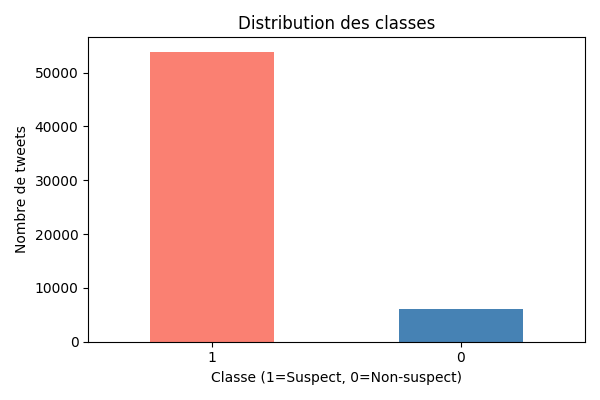 Distribution des classes
Nombre de tweets
50000
40000
30000
20000
10000
0
1
0
Classe (1=Suspect, 0=Non-suspect)